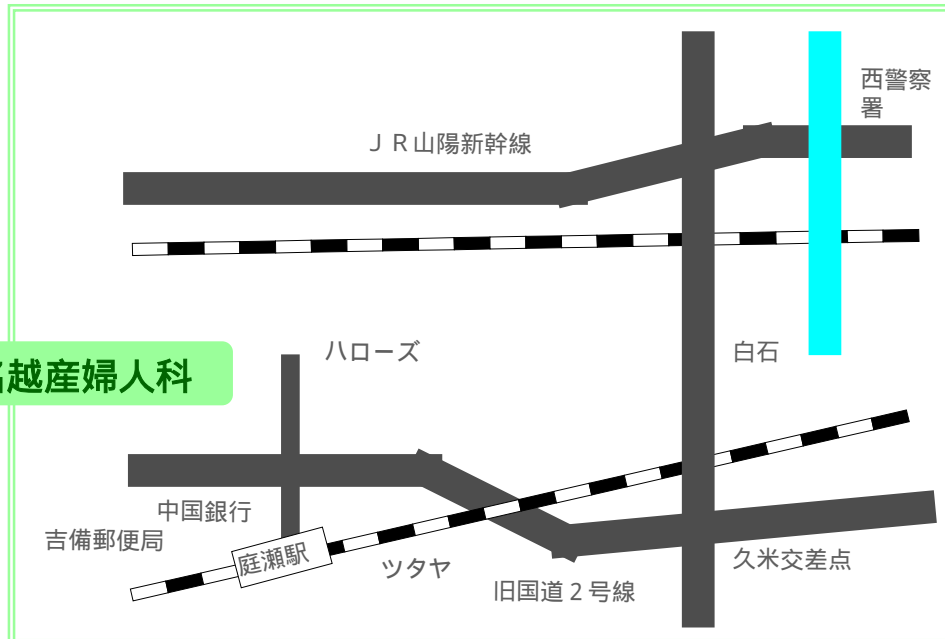 西警察
署
ＪＲ山陽新幹線
ハローズ
白石
越産婦人科
中国銀行
吉備郵便局
庭瀬駅
ツタヤ
旧国道２号線
久米交差点